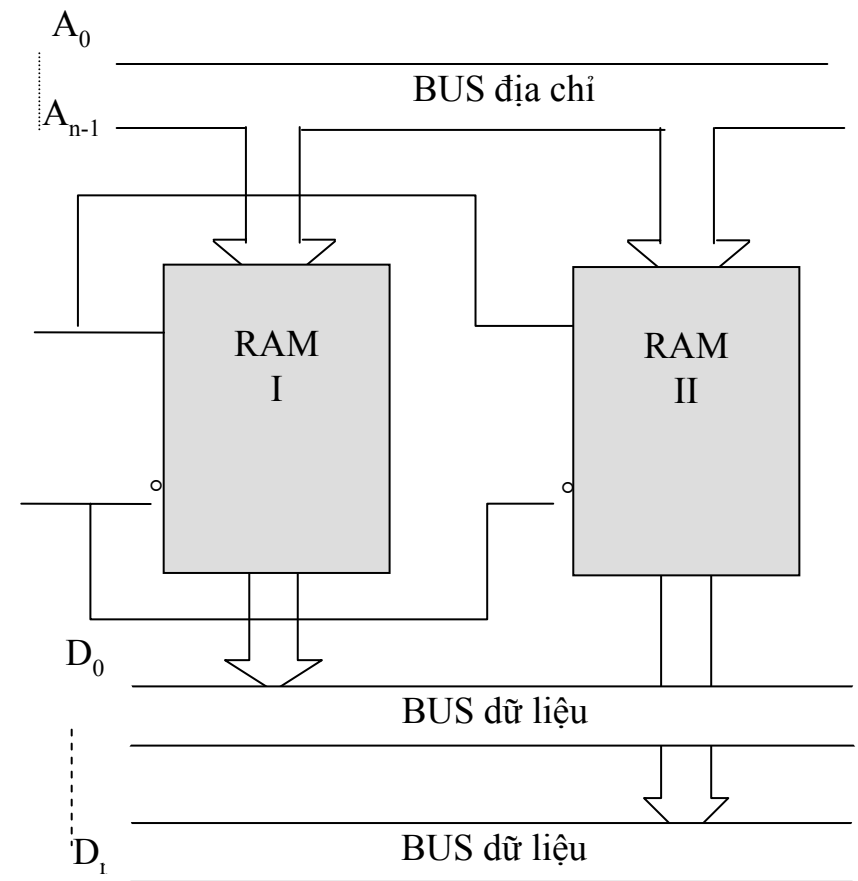 A₀
BUS địa chỉ
Aₙ₋₁
RAM
I
RAM
II
D₀
BUS dữ liệu
BUS dữ liệu